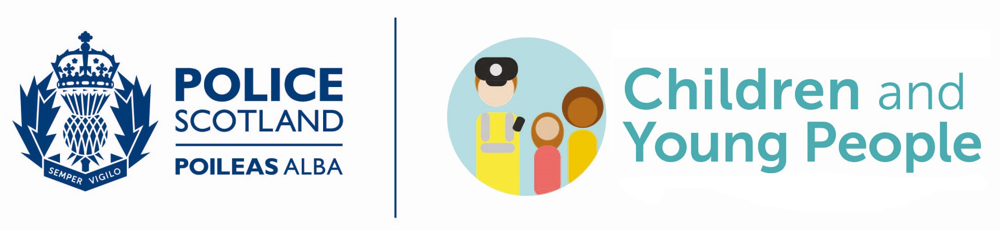 POLICE
SCOTLAND
POILEAS ALBA
SEMPER VIGILO
Children and
Young People